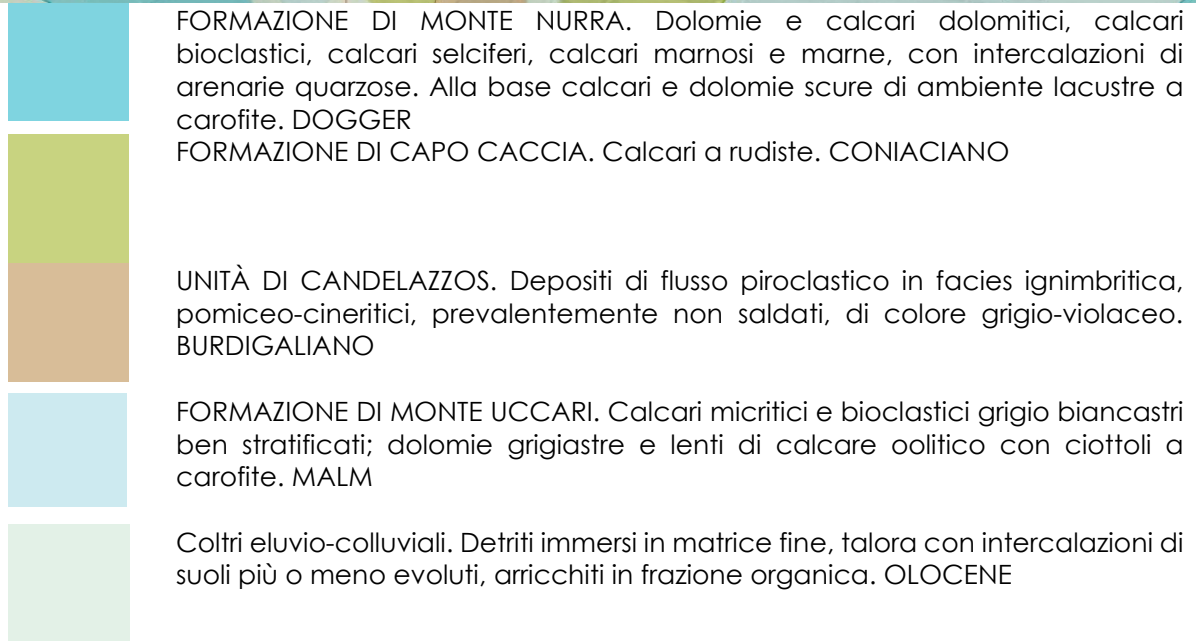 FORMAZIONE DI MONTE NURRA. Dolomie e calcari dolomitici, calcari
bioclastici, calcari selciferi, calcari marnosi e marne, con intercalazioni di
arenarie quarzose. Alla base calcari e dolomie scure di ambiente lacustre a
carofite. DOGGER
FORMAZIONE DI CAPO CACCIA. Calcari a rudiste. CONIACIANO
UNITÀ DI CANDELAZZOS. Depositi di flusso piroclastico in facies ignimbritica,
pomiceo-cineritici, prevalentemente non saldati, di colore grigio-violaceo.
BURDIGALIANO
FORMAZIONE DI MONTE UCCARI. Calcari micritici e bioclastici grigio biancastri
ben stratificati; dolomie grigiastre e lenti di calcare oolitico con ciottoli a
carofite. MALM
Coltri eluvio-colluviali. Detriti immersi in matrice fine, talora con intercalazioni di
suoli più o meno evoluti, arricchiti in frazione organica. OLOCENE